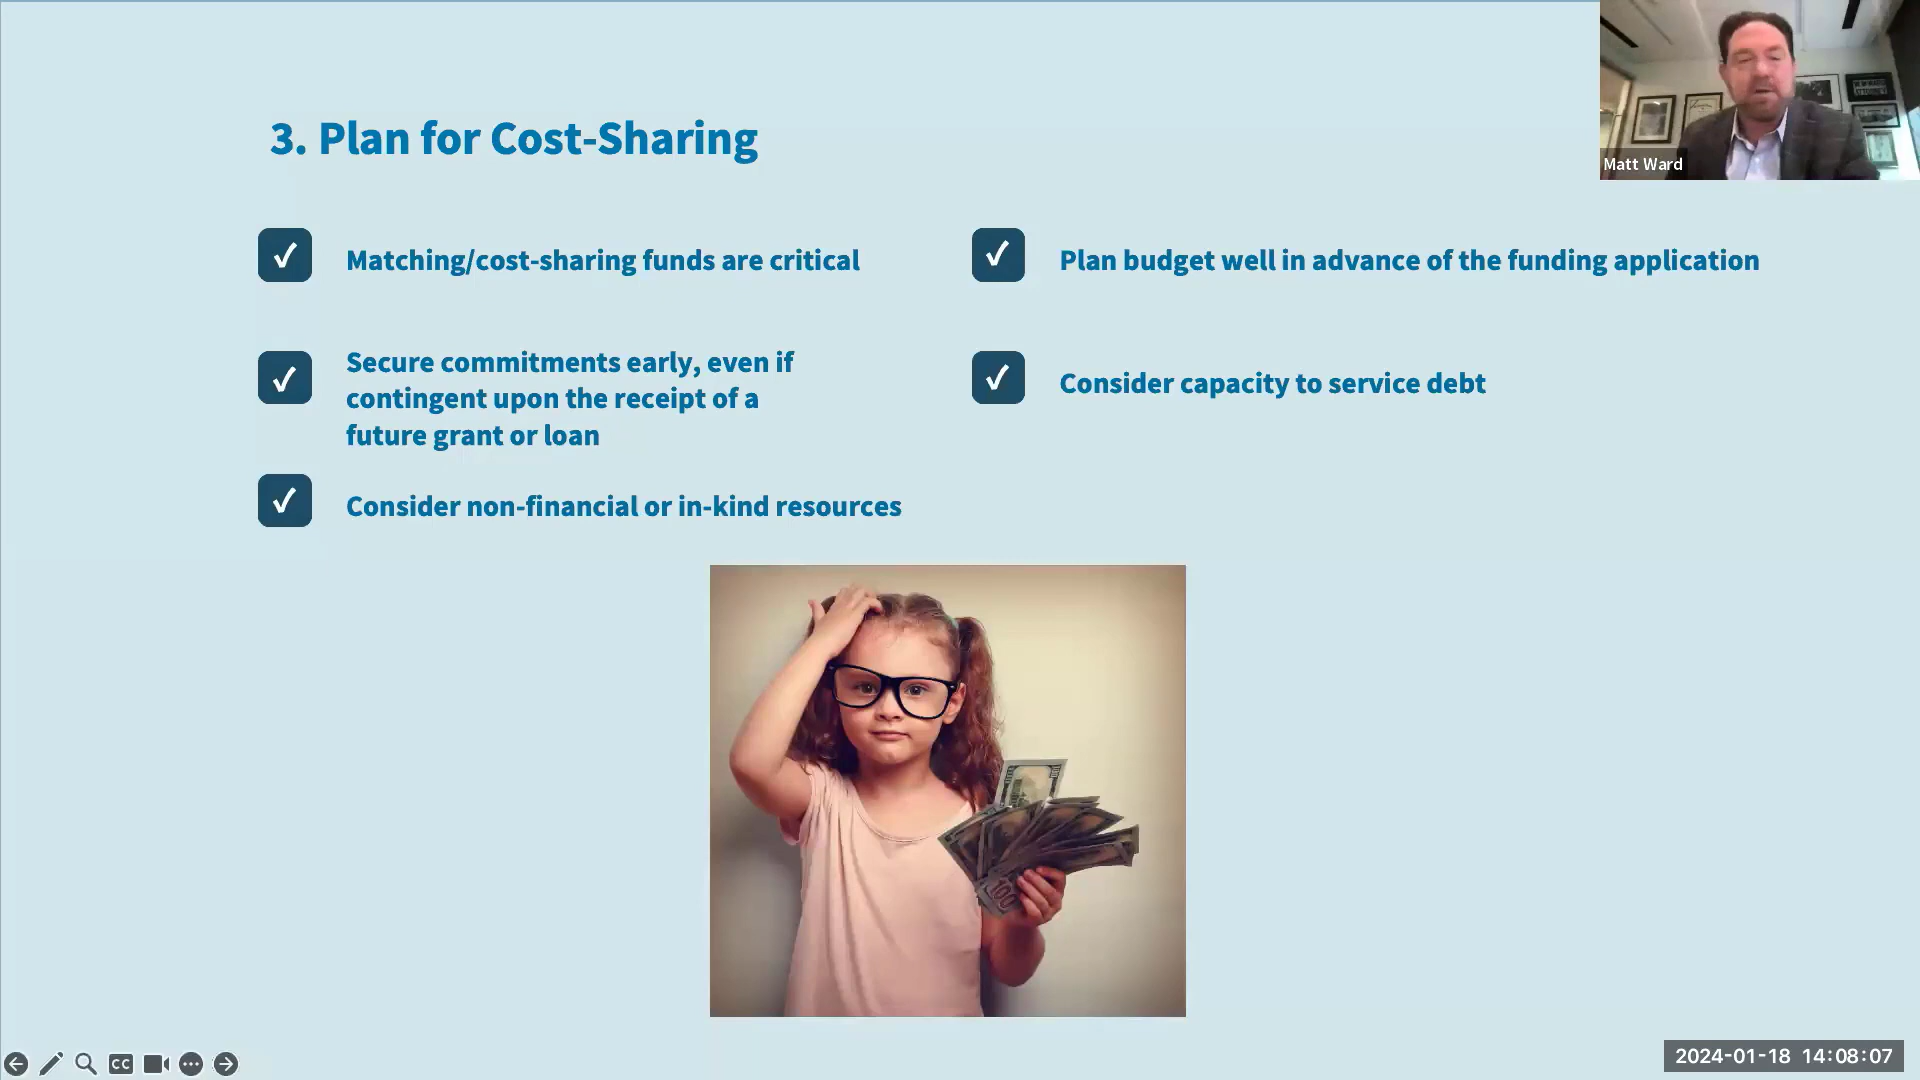 3. Plan for Cost-Sharing
Matching/cost-sharing funds are critical
Secure commitments early, even if
contingent upon the receipt of a
future grant or loan
Consider non-financial or in-kind resources
Plan budget well in advance of the funding application
Consider capacity to service debt
Matt Ward
100
CC
2024-01-18 14:08:07